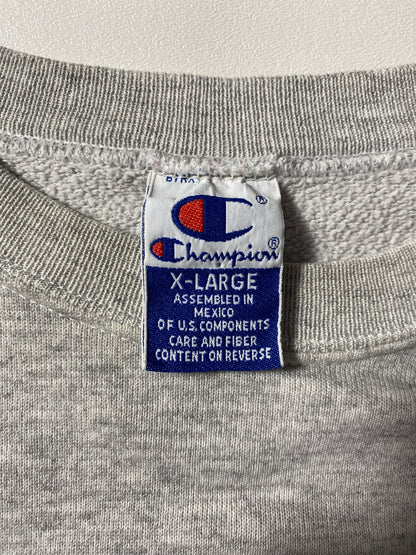 ®
Champion®
X-LARGE
ASSEMBLED IN
MEXICO
OF U.S. COMPONENTS
CARE AND FIBER
CONTENT ON REVERSE